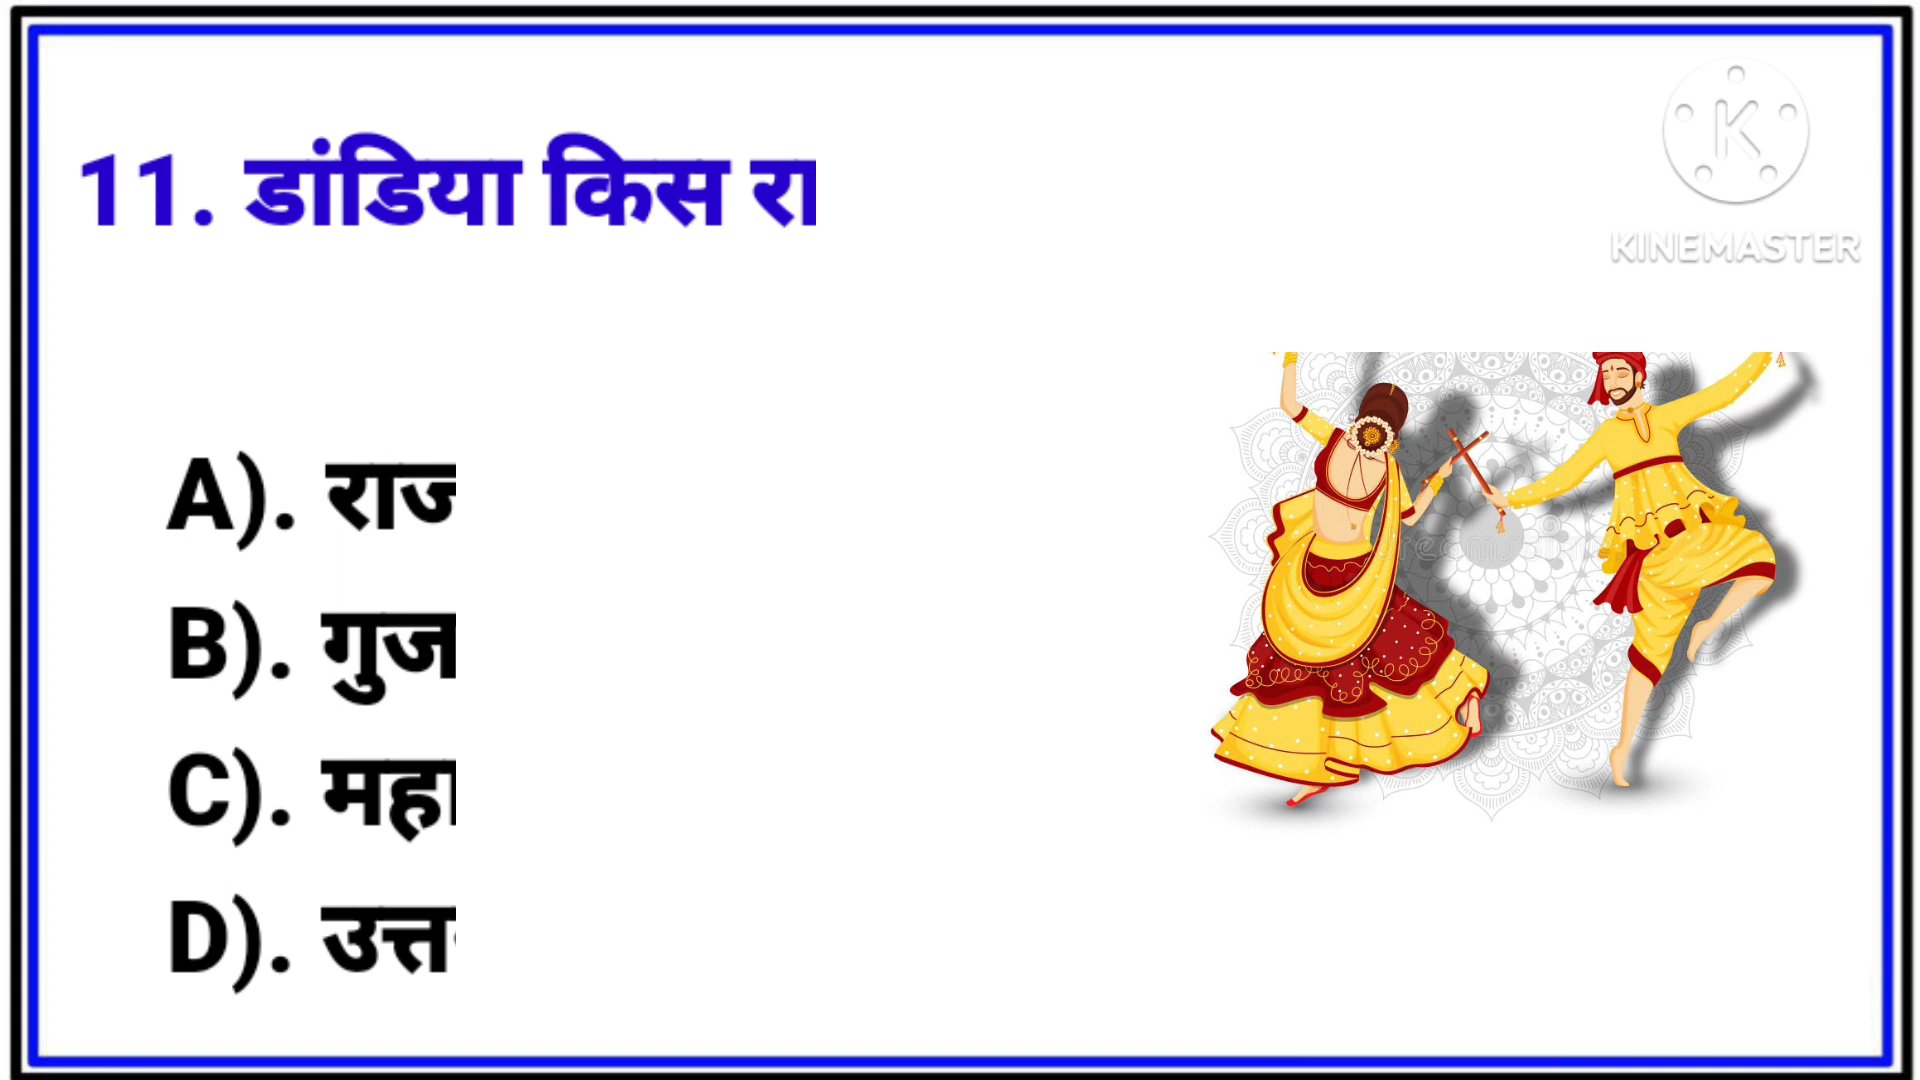 11. डांडिया किस रा
KINEMASTER
A). राज
B). गुज
C). महा
D). उत्त